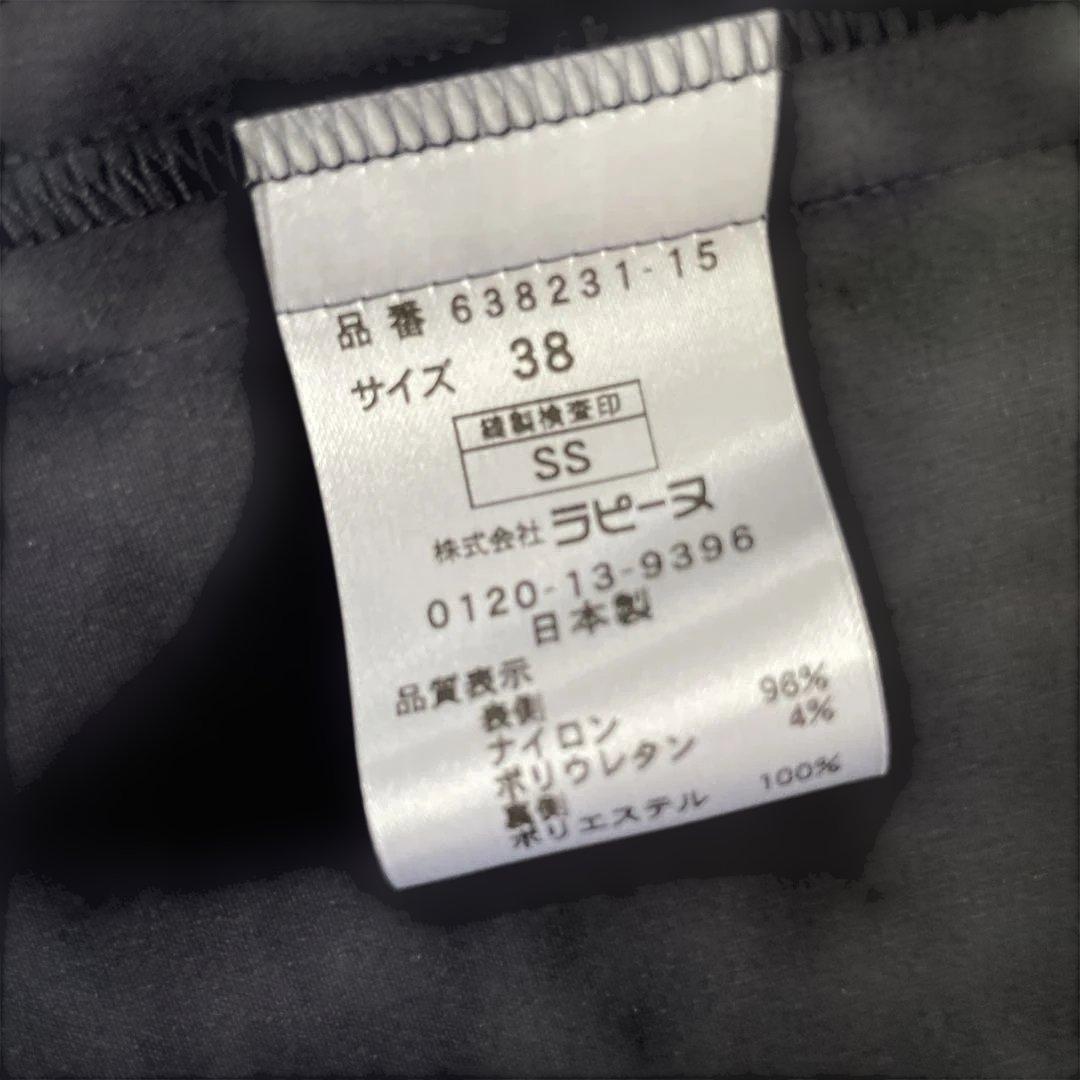 品番 638231-15
サイズ 38
縫製検査印
SS
株式会社 ラピーヌ
0120-13-9396
日本製
品質表示
表側
ナイロン 96%
ポリウレタン 4%
裏側
ポリエステル 100%